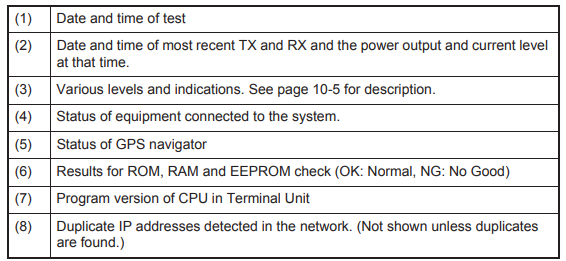 (1) Date and time of test
(2) Date and time of most recent TX and RX and the power output and current level
at that time.
(3) Various levels and indications. See page 10-5 for description.
(4) Status of equipment connected to the system.
(5) Status of GPS navigator
(6) Results for ROM, RAM and EEPROM check (OK: Normal, NG: No Good)
(7) Program version of CPU in Terminal Unit
(8) Duplicate IP addresses detected in the network. (Not shown unless duplicates
are found.)